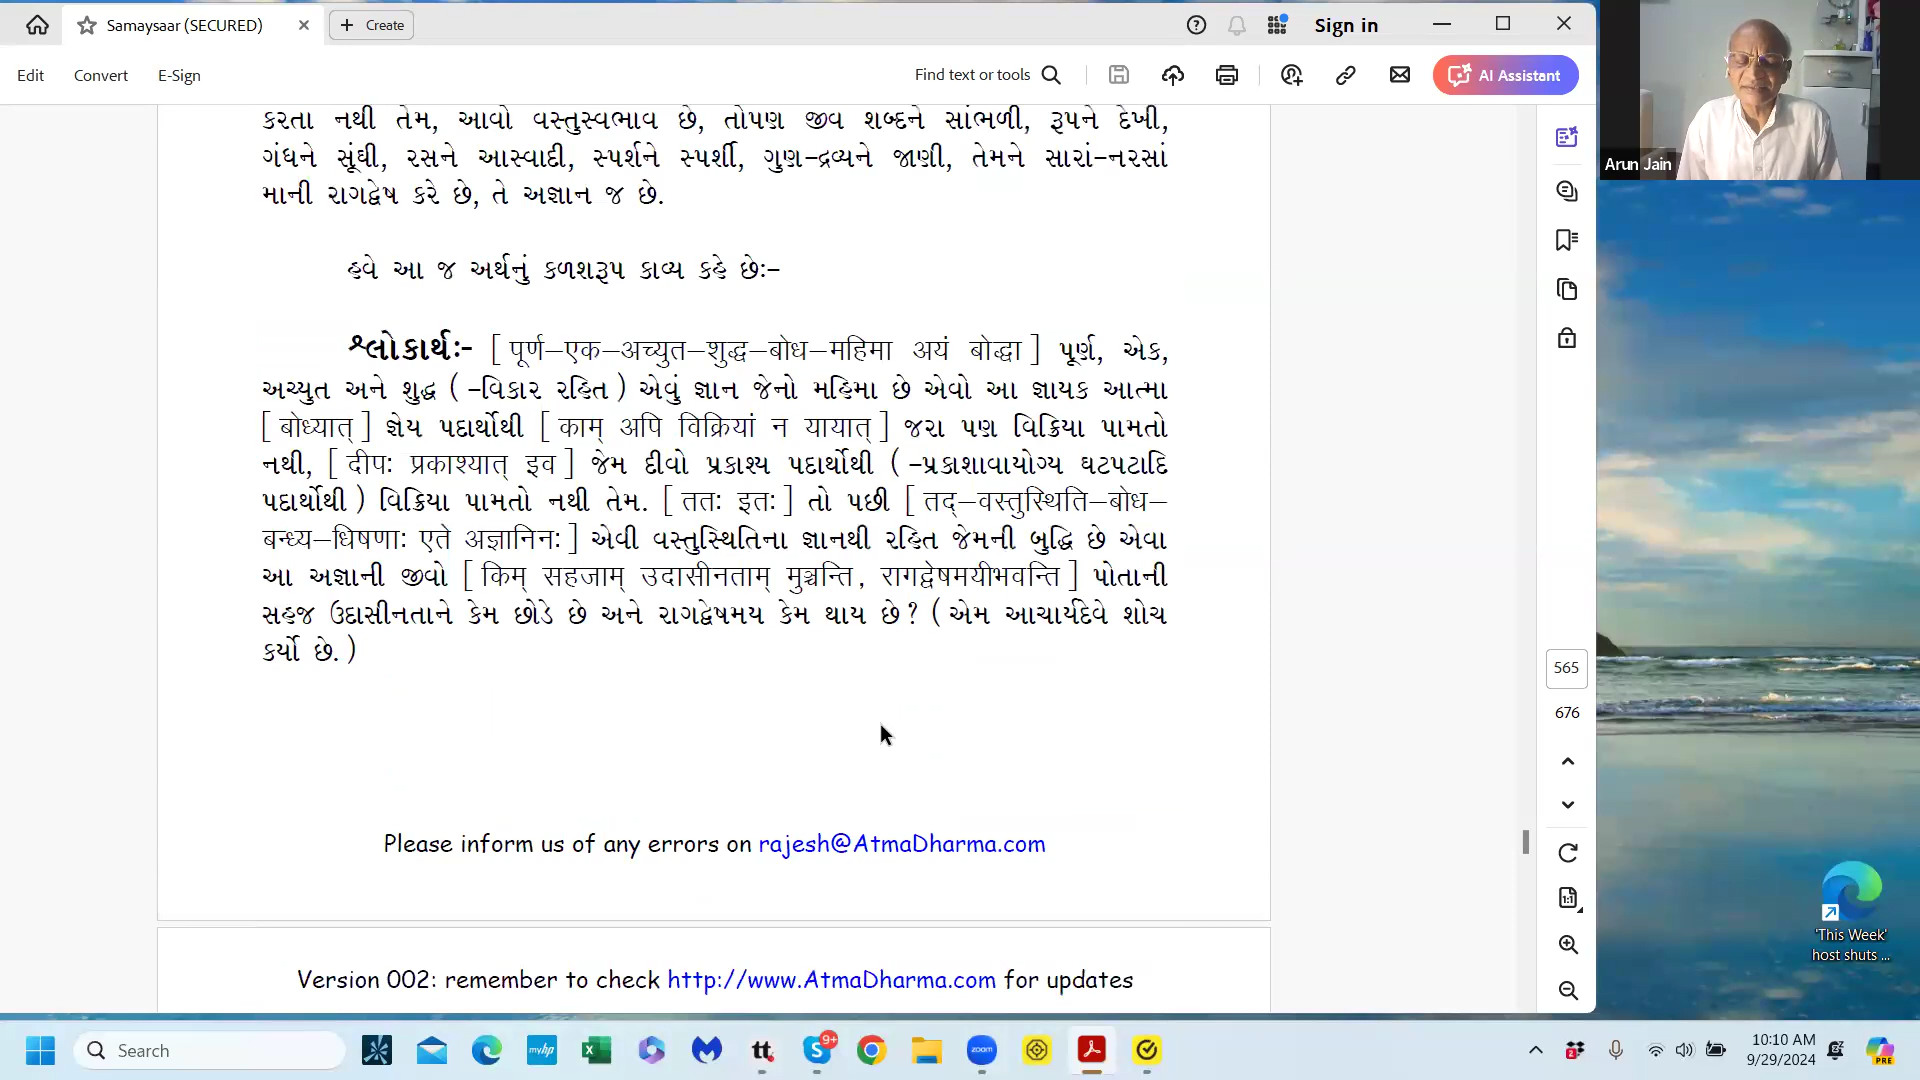 Samaysaar (SECURED)
Create
Sign in
Edit
Convert
E-Sign
Find text or tools
AI Assistant
Arun Jain
કરતા નથી તેમ, આવો વસ્તુસ્વભાવ છે, તોપણ જીવ શબ્દને સાંભળી, રૂપને દેખી,
ગંધને સૂંઘી, રસને આસ્વાદી, સ્પર્શને સ્પર્શી, ગુણ-દ્રવ્યને જાણી, તેમને સારાં-નરસાં
માની રાગદ્વેષ કરે છે, તે અજ્ઞાન જ છે.
હવે આ જ અર્થનું કળશરૂપ કાવ્ય કહે છેઃ-
શ્લોકાર્થઃ- [ पूर्ण–एक–अच्युत–शुद्ध–बोध–महिमा अयं बोद्धा ] પૂર્ણ, એક,
અચ્યુત અને શુદ્ધ ( -વિકાર રહિત ) એવું જ્ઞાન જેનો મહિમા છે એવો આ જ્ઞાયક આત્મા
[ बोध्यात् ] જ્ઞેય પદાર્થોથી [ काम् अपि विक्रियां न यायात् ] જરા પણ વિક્રિયા પામતો
નથી, [ दीपः प्रकाश्यात् इव ] જેમ દીવો પ્રકાશ્ય પદાર્થોથી ( -પ્રકાશાવાયોગ્ય ઘટપટાદિ
પદાર્થોથી ) વિક્રિયા પામતો નથી તેમ. [ ततः इतः ] તો પછી [ तद्–वस्तुस्थिति–बोध–
बन्ध्य–धिषणाः एते अज्ञानिनः ] એવી વસ્તુસ્થિતિના જ્ઞાનથી રહિત જેમની બુદ્ધિ છે એવા
આ અજ્ઞાની જીવો [ किम् सहजाम् उदासीनताम् मुञ्चन्ति, रागद्वेषमयीभवन्ति ] પોતાની
સહજ ઉદાસીનતાને કેમ છોડે છે અને રાગદ્વેષમય કેમ થાય છે? ( એમ આચાર્યદેવે શોચ
કર્યો છે. )
Please inform us of any errors on rajesh@AtmaDharma.com
Version 002: remember to check http://www.AtmaDharma.com for updates
565
676
'This Week'
host shuts ...
Search
myhp
tt
9+
zoom
10:10 AM
9/29/2024
PRE